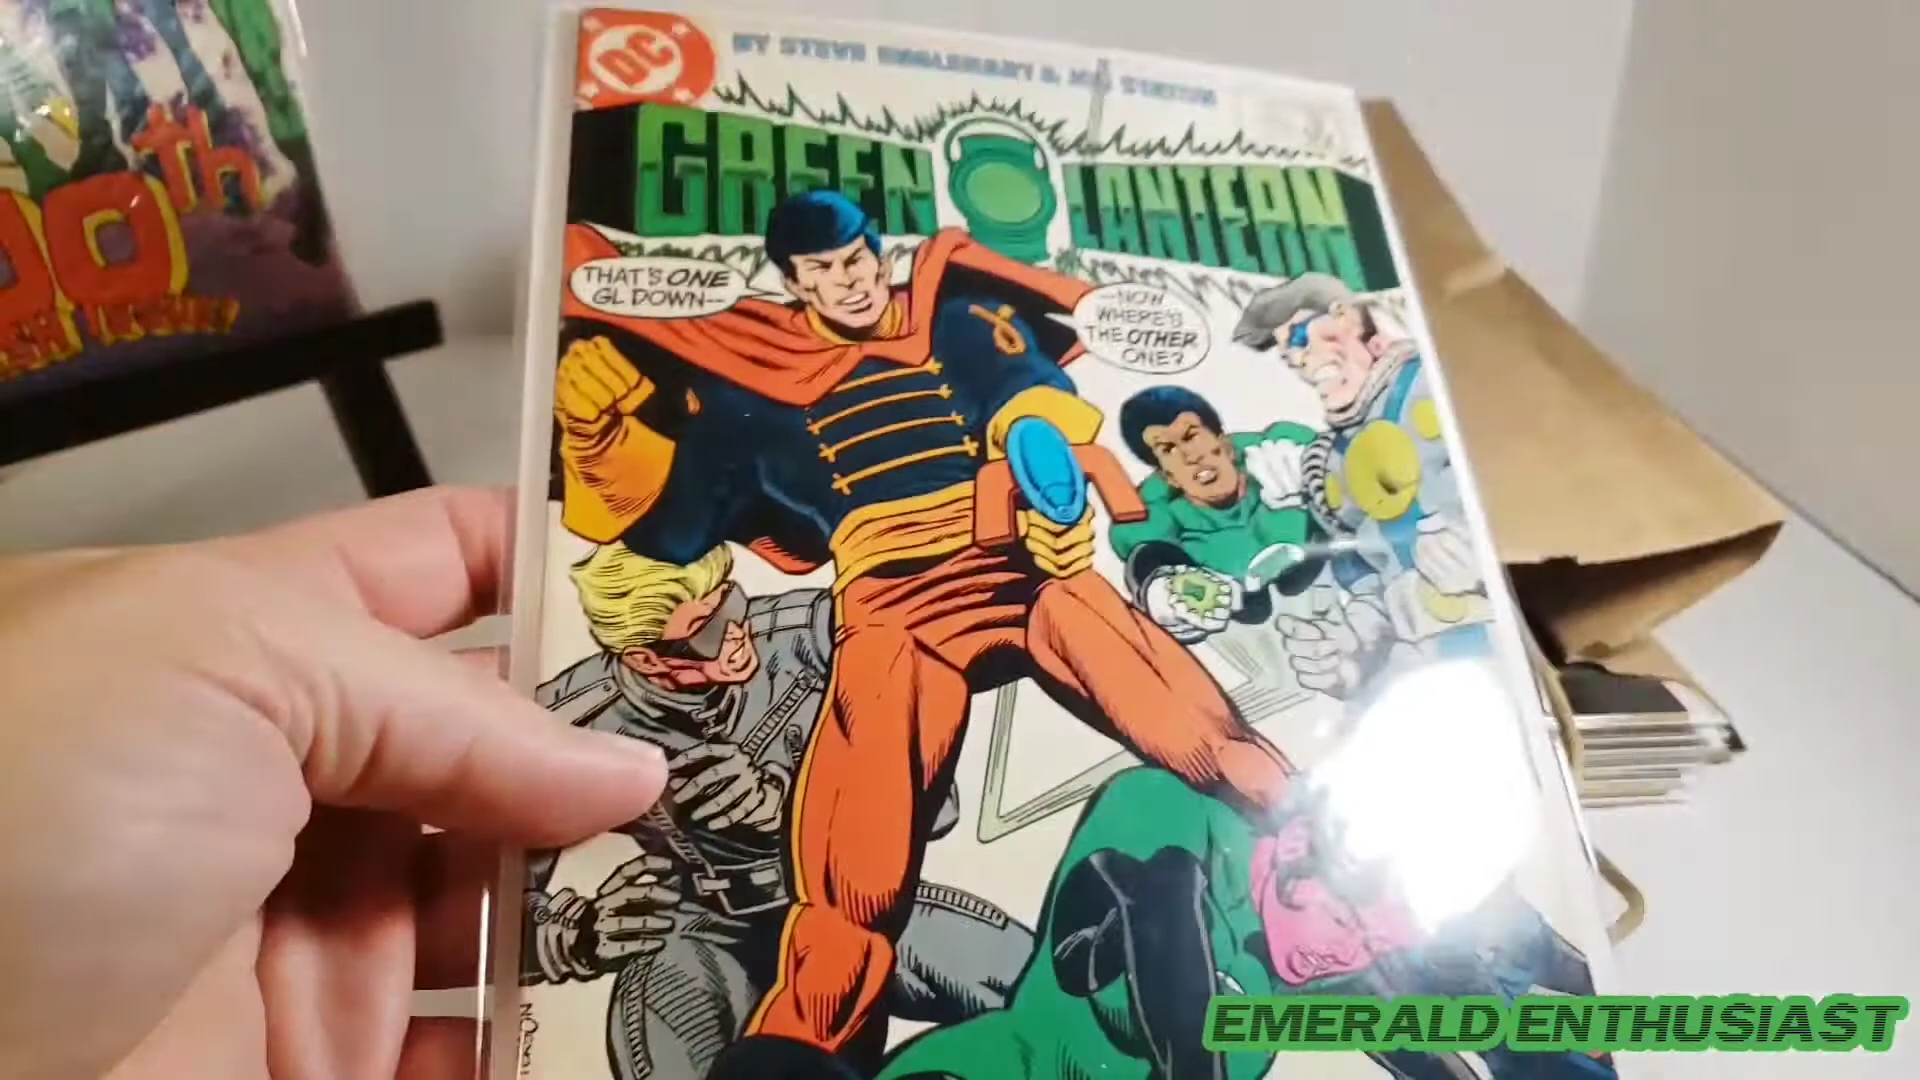 DC
BY STEVE ENGLEHART & JOE STATON
GREEN LANTERN
THAT'S ONE
GL DOWN--
--NOW
WHERE'S
THE OTHER
ONE?
00th
EMERALD ENTHUSIAST